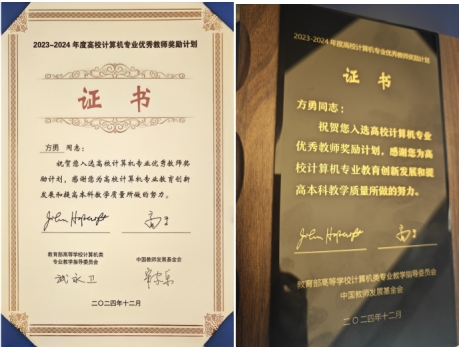 2023-2024 年度高校计算机专业优秀教师奖励计划
证书
方勇 同志：
祝贺您入选高校计算机专业优秀教师奖
励计划，感谢您为高校计算机专业教育创新
发展和提高本科教学质量所做的努力。
John Hopcroft
教育部高等学校计算机类
专业教学指导委员会
中国教师发展基金会
武永卫
二〇二四年十二月
2023-2024 年度高校计算机专业优秀教师奖励计划
证书
方勇同志：
祝贺您入选高校计算机专业
优秀教师奖励计划，感谢您为高
校计算机专业教育创新发展和提
高本科教学质量所做的努力。
John Hopcroft
教育部高等学校计算机类专业教学指导委员会
中国教师发展基金会
二〇二四年十二月